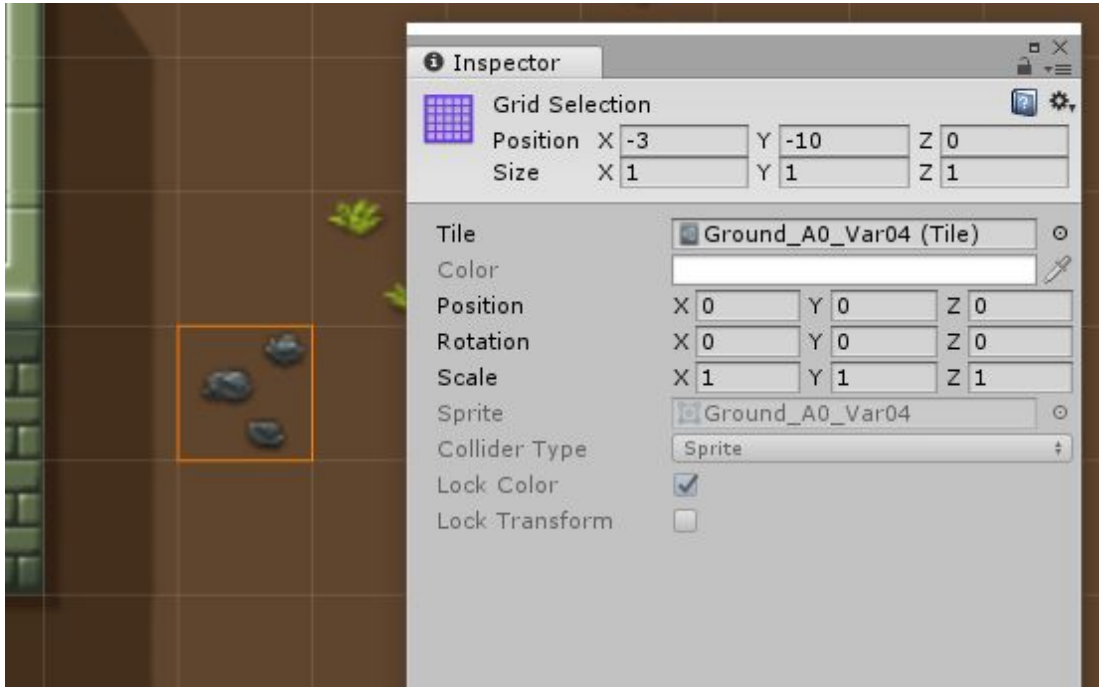 Inspector
Grid Selection
Position X -3 Y -10 Z 0
Size X 1 Y 1 Z 1
Tile Ground_A0_Var04 (Tile)
Color
Position X 0 Y 0 Z 0
Rotation X 0 Y 0 Z 0
Scale X 1 Y 1 Z 1
Sprite Ground_A0_Var04
Collider Type Sprite
Lock Color
Lock Transform